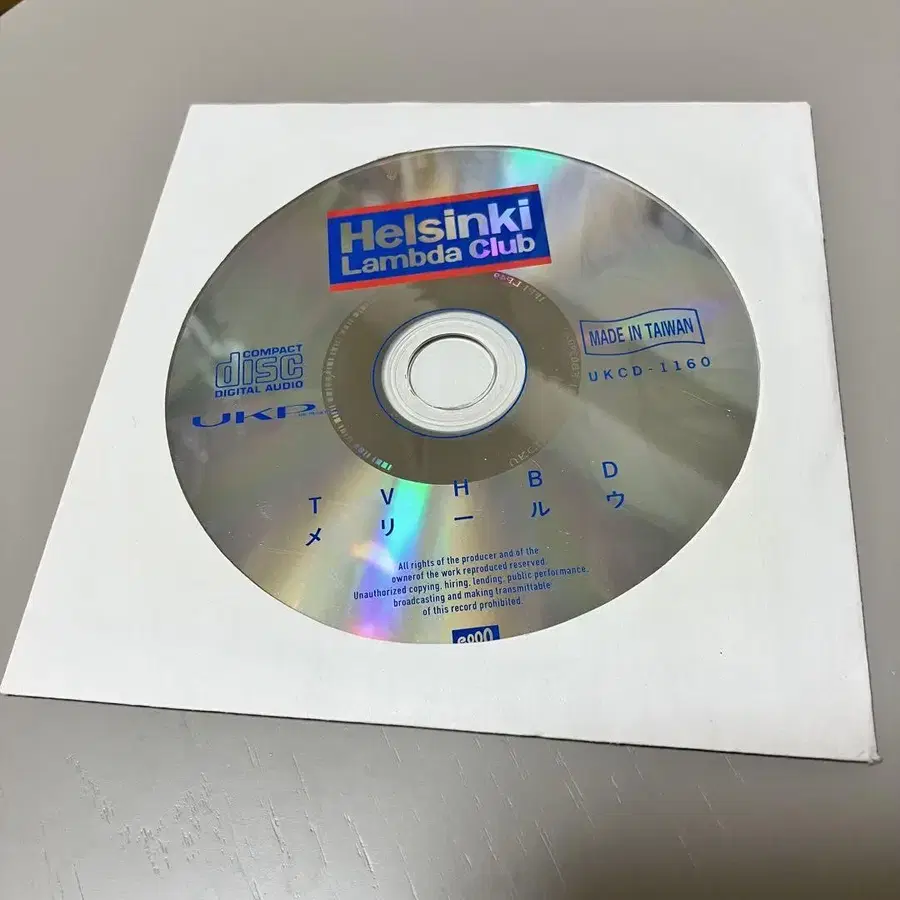 Helsinki
Lambda Club
COMPACT
disc
DIGITAL AUDIO
UKP
MADE IN TAIWAN
UKCD-1160
T V H B D
メ リ ー ル ウ
All rights of the producer and of the
ownerof the work reproduced reserved.
Unauthorized copying, hiring, lending, public performance,
broadcasting and making transmittable
of this record prohibited.